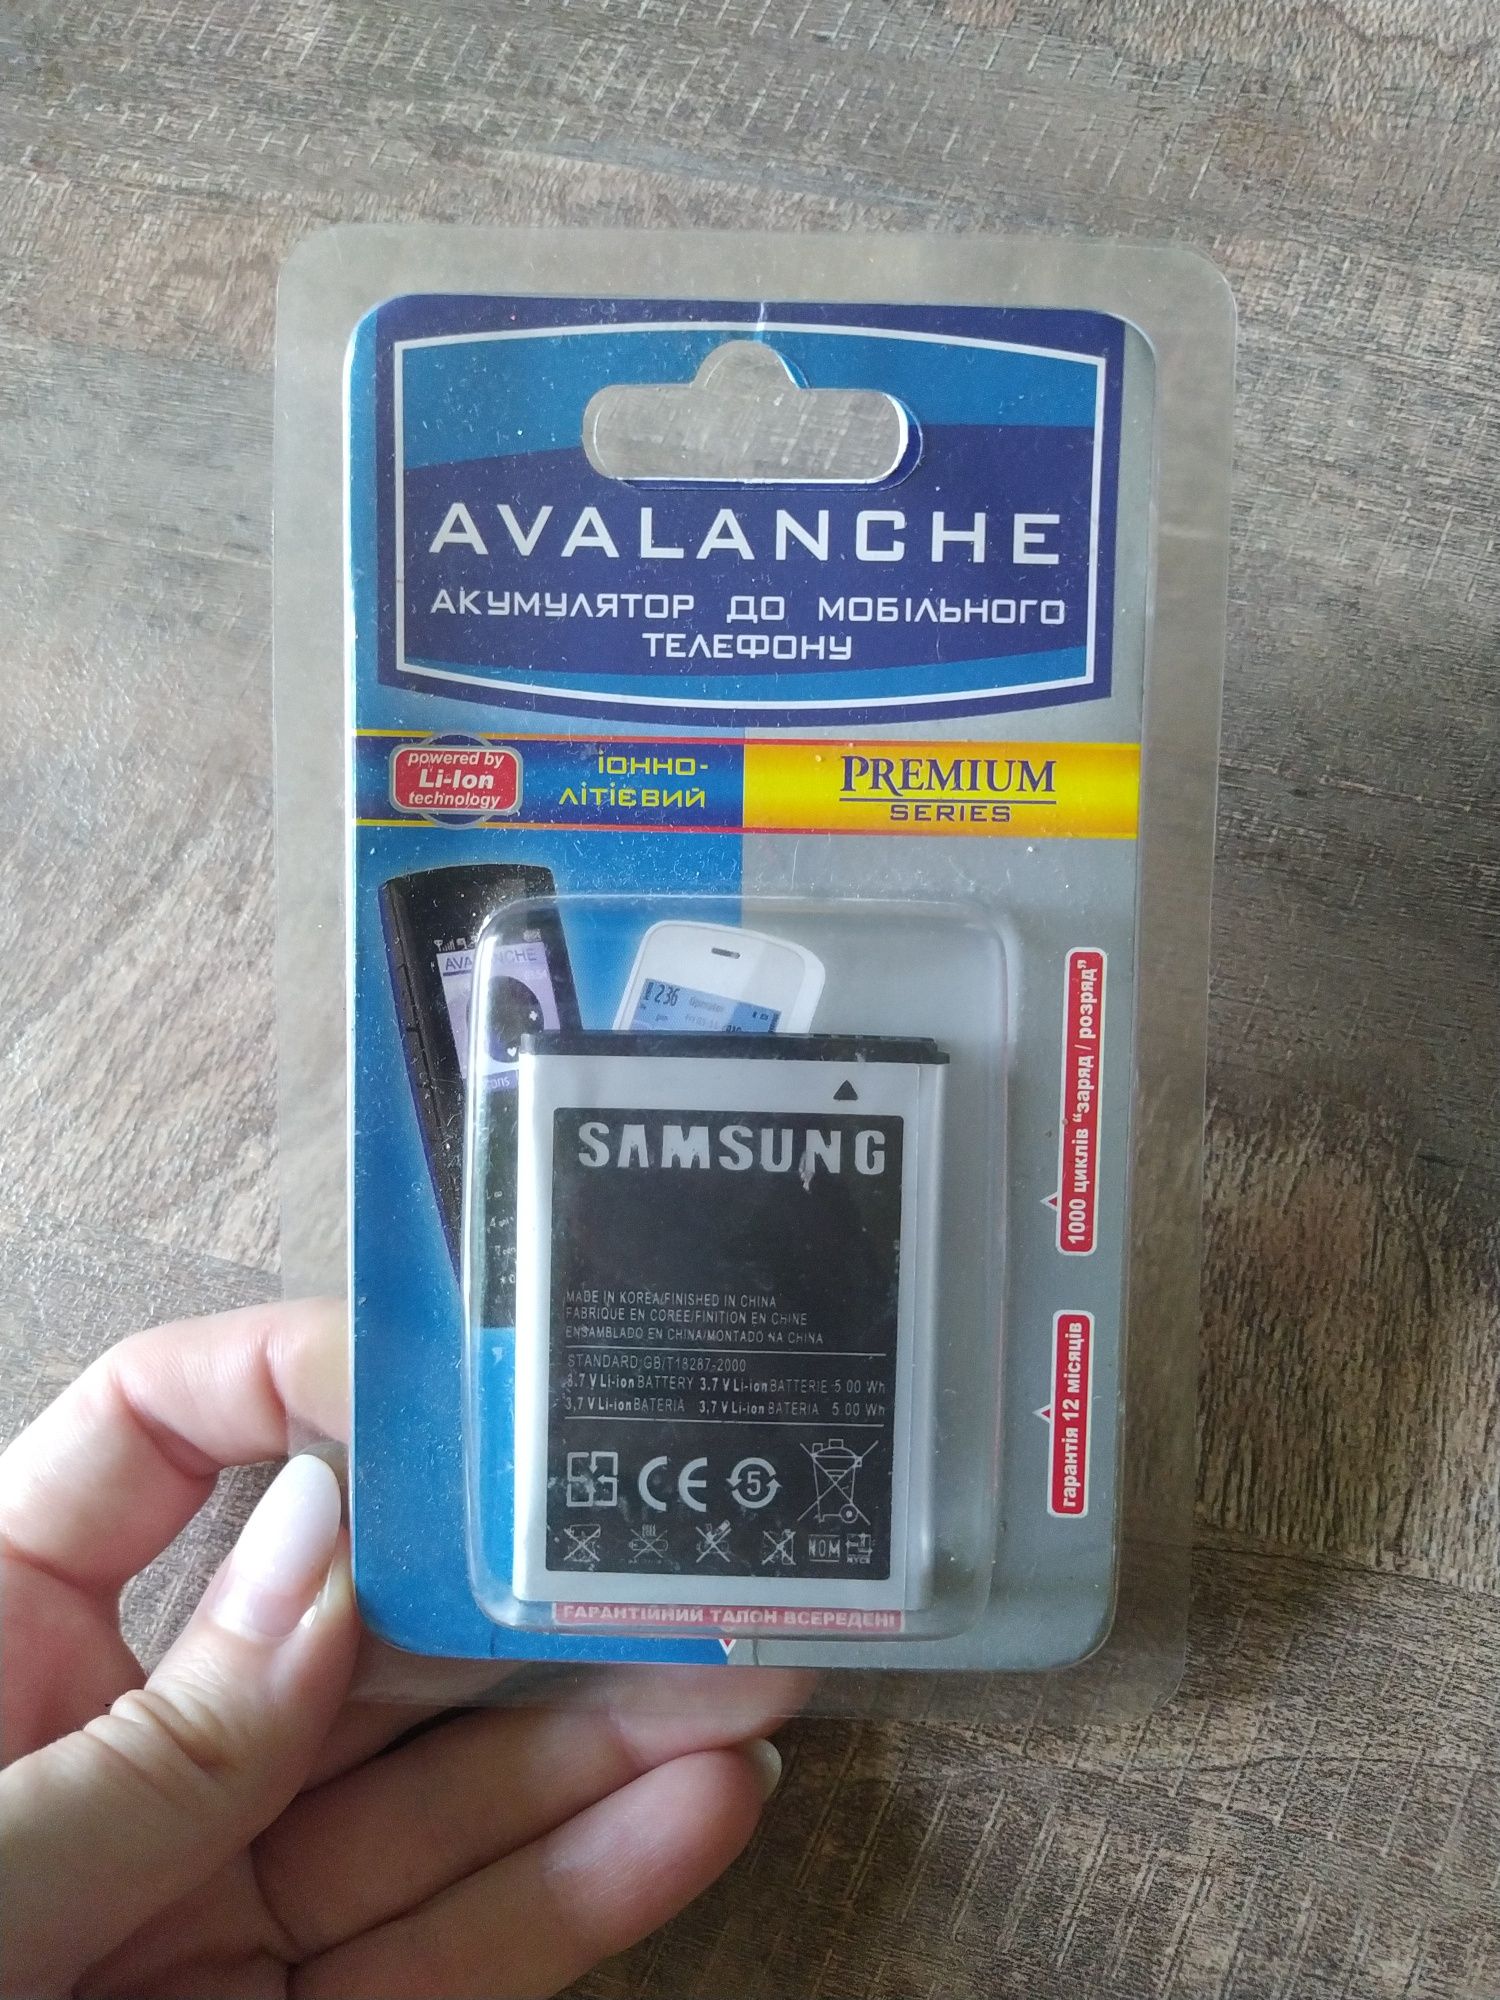 AVALANCHE
АКУМУЛЯТОР ДО МОБІЛЬНОГО
ТЕЛЕФОНУ
powered by
Li-Ion
technology
іонно-
літієвий
PREMIUM
SERIES
AVALANCHE
236
1000 циклів "заряд / розряд"
гарантія 12 місяців
SAMSUNG
MADE IN KOREA/FINISHED IN CHINA
FABRIQUE EN COREE/FINITION EN CHINE
ENSAMBLADO EN CHINA/MONTADO NA CHINA
STANDARD:GB/T18287-2000
3.7 V Li-ion BATTERY 3.7 V Li-ion BATTERIE 5 00 Wh
3,7 V Li-ion BATERIA 3,7 V Li-ion BATERIA 5 00 Wh
CE
5
NOM
NYCE
ГАРАНТІЙНИЙ ТАЛОН ВСЕРЕДЕНІ